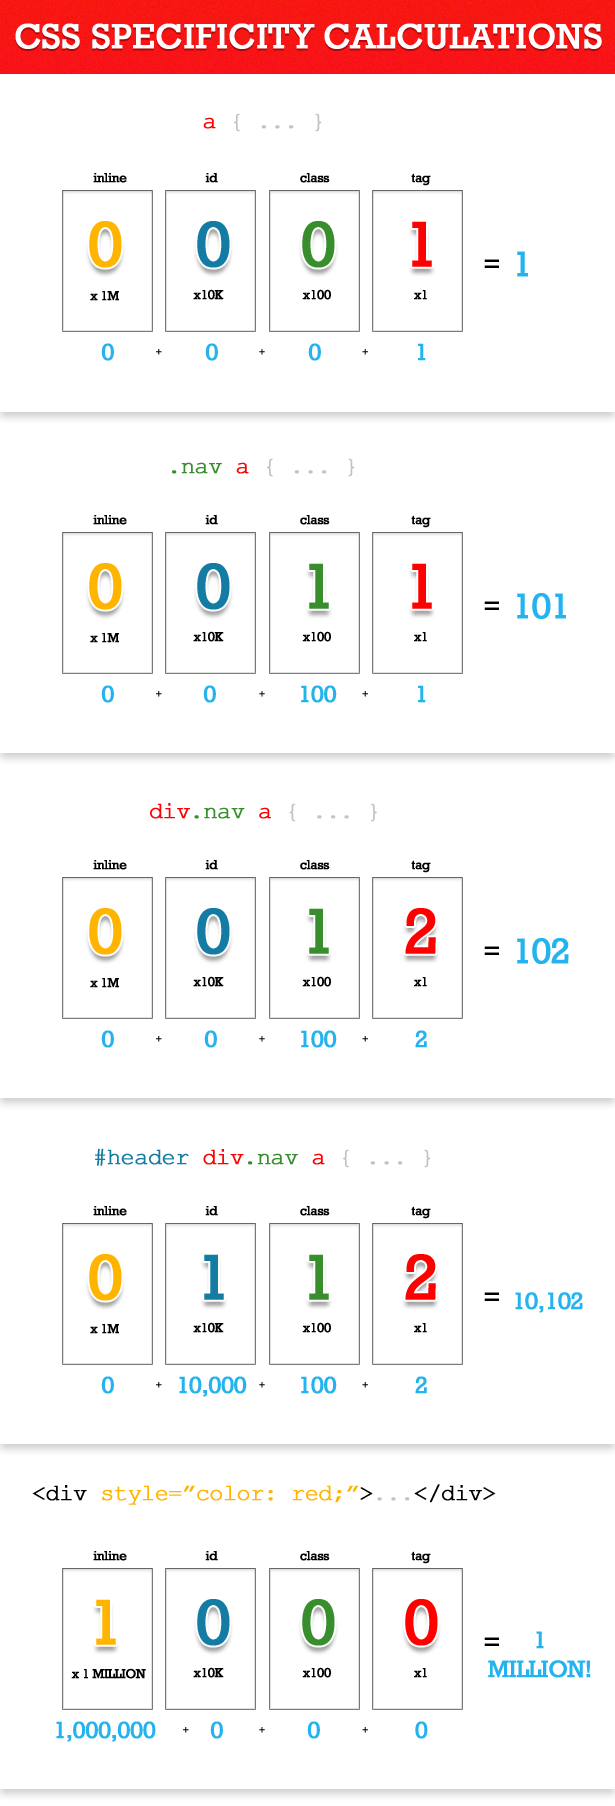 CSS SPECIFICITY CALCULATIONS
a { ... }
inline id class tag
0 0 0 1
= 1
x 1M x10K x100 x1
0 + 0 + 0 + 1
.nav a { ... }
inline id class tag
0 0 1 1
= 101
x 1M x10K x100 x1
0 + 0 + 100 + 1
div.nav a { ... }
inline id class tag
0 0 1 2
= 102
x 1M x10K x100 x1
0 + 0 + 100 + 2
#header div.nav a { ... }
inline id class tag
0 1 1 2
= 10,102
x 1M x10K x100 x1
0 + 10,000 + 100 + 2
<div style=”color: red;”>...</div>
inline id class tag
1 0 0 0
= 1
MILLION!
x 1 MILLION x10K x100 x1
1,000,000 + 0 + 0 + 0